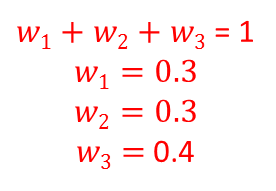 w₁ + w₂ + w₃ = 1
w₁ = 0.3
w₂ = 0.3
w₃ = 0.4